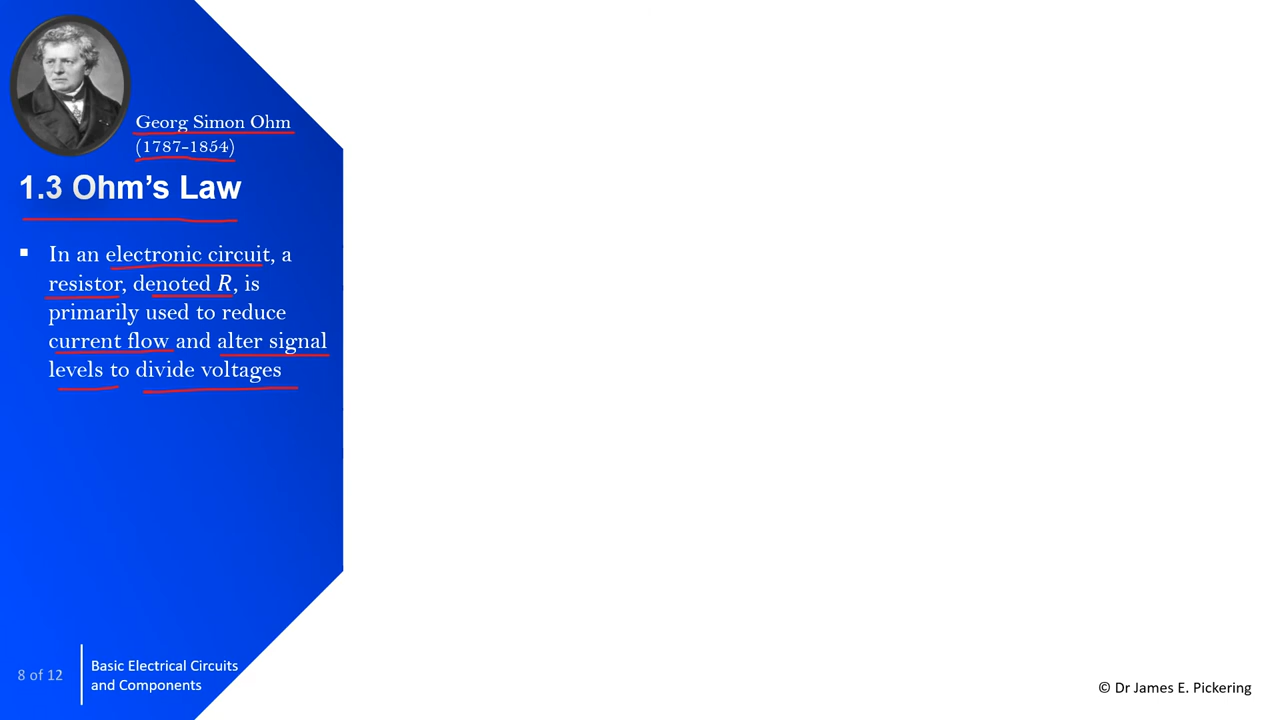 Georg Simon Ohm
(1787-1854)
1.3 Ohm's Law
▪ In an electronic circuit, a
resistor, denoted R, is
primarily used to reduce
current flow and alter signal
levels to divide voltages
8 of 12
Basic Electrical Circuits
and Components
© Dr James E. Pickering